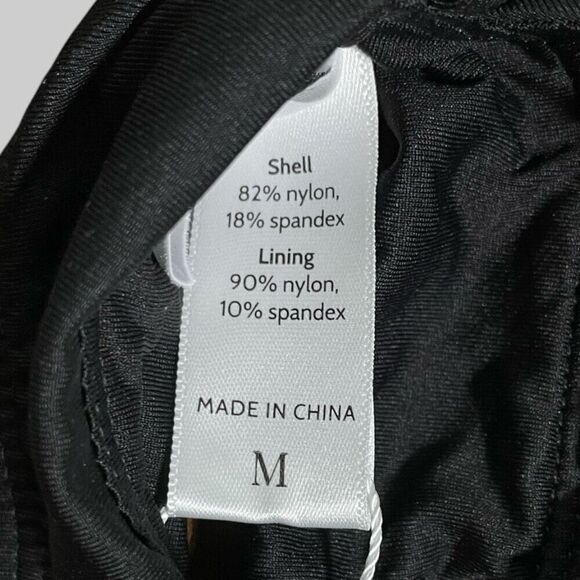 Shell
82% nylon,
18% spandex
Lining
90% nylon,
10% spandex
MADE IN CHINA
M